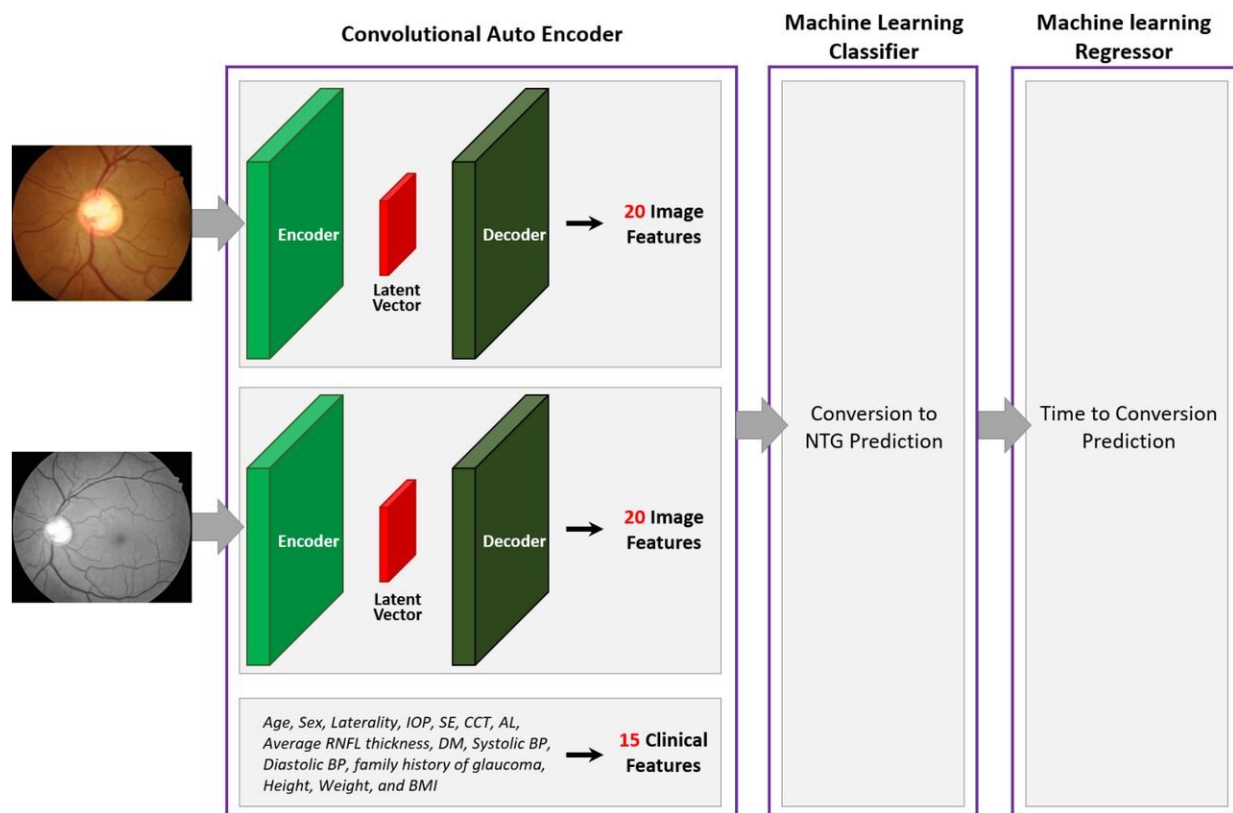 Convolutional Auto Encoder
Machine Learning
Classifier
Machine learning
Regressor
Encoder
Latent
Vector
Decoder
20 Image
Features
Encoder
Latent
Vector
Decoder
20 Image
Features
Age, Sex, Laterality, IOP, SE, CCT, AL,
Average RNFL thickness, DM, Systolic BP,
Diastolic BP, family history of glaucoma,
Height, Weight, and BMI
15 Clinical
Features
Conversion to
NTG Prediction
Time to Conversion
Prediction